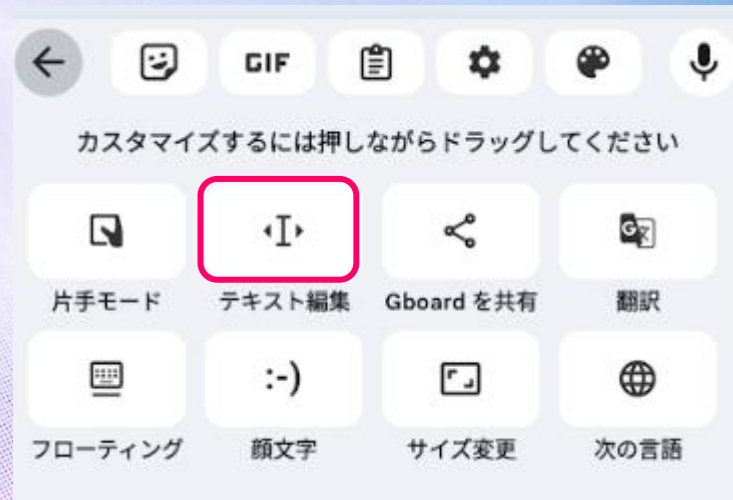 GIF
カスタマイズするには押しながらドラッグしてください
片手モード テキスト編集 Gboard を共有 翻訳
:-)
フローティング 顔文字 サイズ変更 次の言語